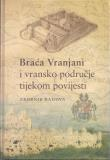 Braća Vranjani
i vransko područje
tijekom povijesti
ZBORNIK RADOVA